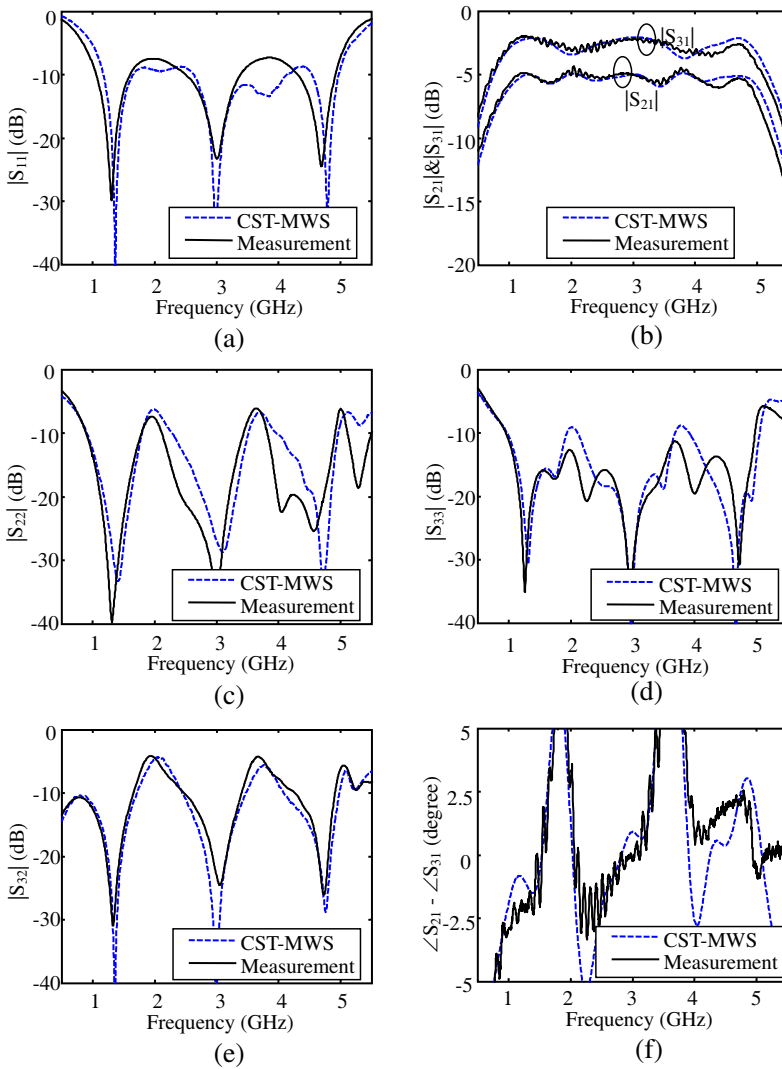 0
-10
-20
-30
-40
|S11| (dB)
CST-MWS
Measurement
1 2 3 4 5
Frequency (GHz)
(a)
0
-5
-10
-15
-20
|S21|&|S31| (dB)
|S31|
|S21|
CST-MWS
Measurement
1 2 3 4 5
Frequency (GHz)
(b)
0
-10
-20
-30
-40
|S22| (dB)
CST-MWS
Measurement
1 2 3 4 5
Frequency (GHz)
(c)
0
-10
-20
-30
-40
|S33| (dB)
CST-MWS
Measurement
1 2 3 4 5
Frequency (GHz)
(d)
0
-10
-20
-30
-40
|S32| (dB)
CST-MWS
Measurement
1 2 3 4 5
Frequency (GHz)
(e)
5
2.5
0
-2.5
-5
∠S21 - ∠S31 (degree)
CST-MWS
Measurement
1 2 3 4 5
Frequency (GHz)
(f)